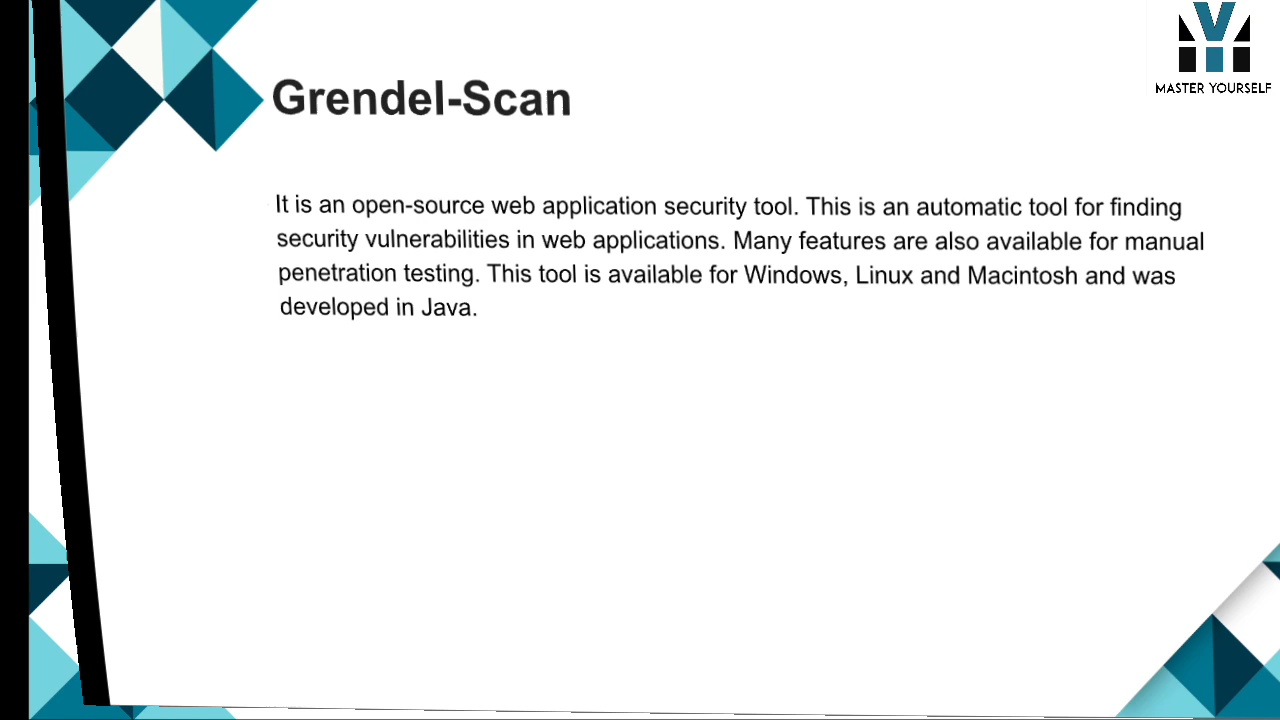 MASTER YOURSELF
Grendel-Scan
It is an open-source web application security tool. This is an automatic tool for finding
security vulnerabilities in web applications. Many features are also available for manual
penetration testing. This tool is available for Windows, Linux and Macintosh and was
developed in Java.